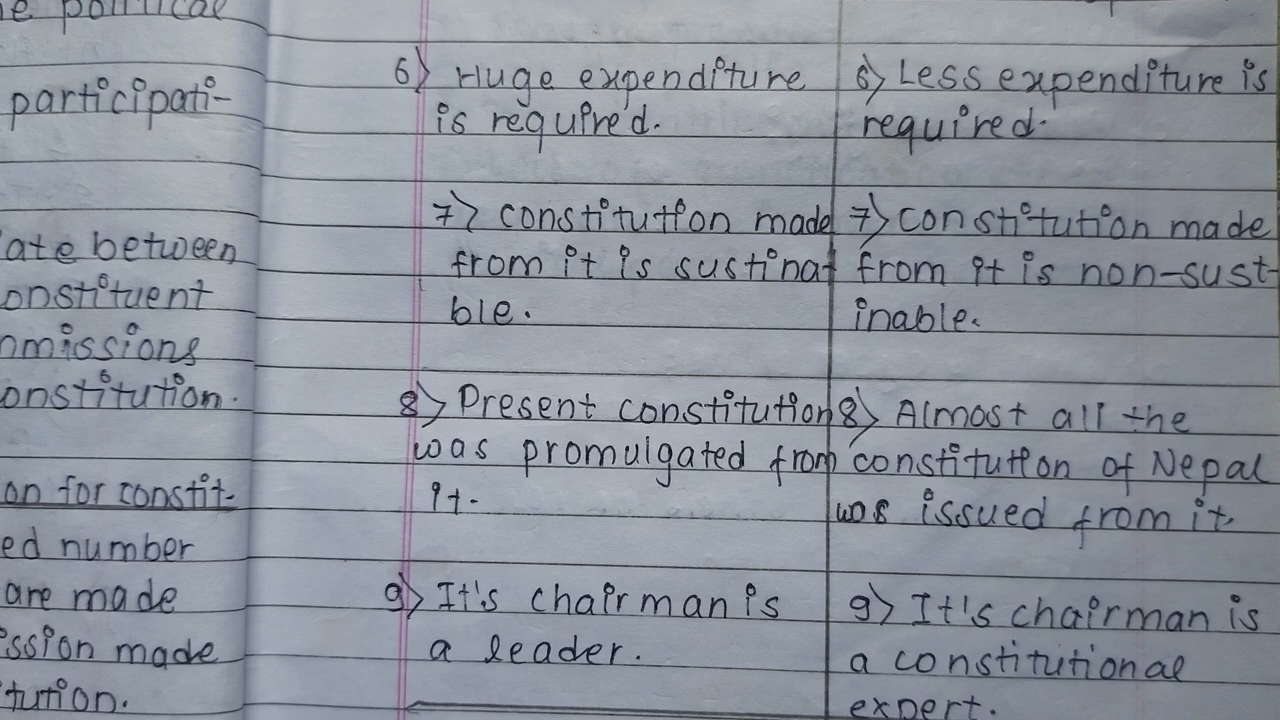 participati-
ate between
onstituent
nmissions
onstitution.
on for constit-
ed number
are made
ission made
tution.
6) Huge expenditure
is required.
7) constitution made
from it is sustinat
ble.
8) Present constitution
was promulgated from
it.
9) It's chairman is
a leader.
6) Less expenditure is
required.
7) constitution made
from it is non-sust-
inable.
8) Almost all the
constitution of Nepal
was issued from it.
9) It's chairman is
a constitutional
expert.